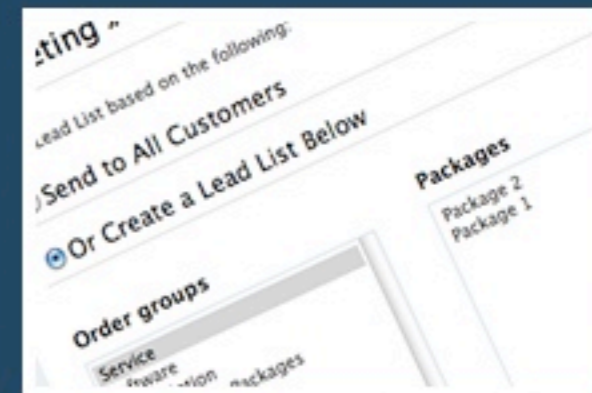 eting „
Lead List based on the following:
Send to All Customers
Or Create a Lead List Below
Order groups
Service
Packages
Packages
Package 2
Package 1